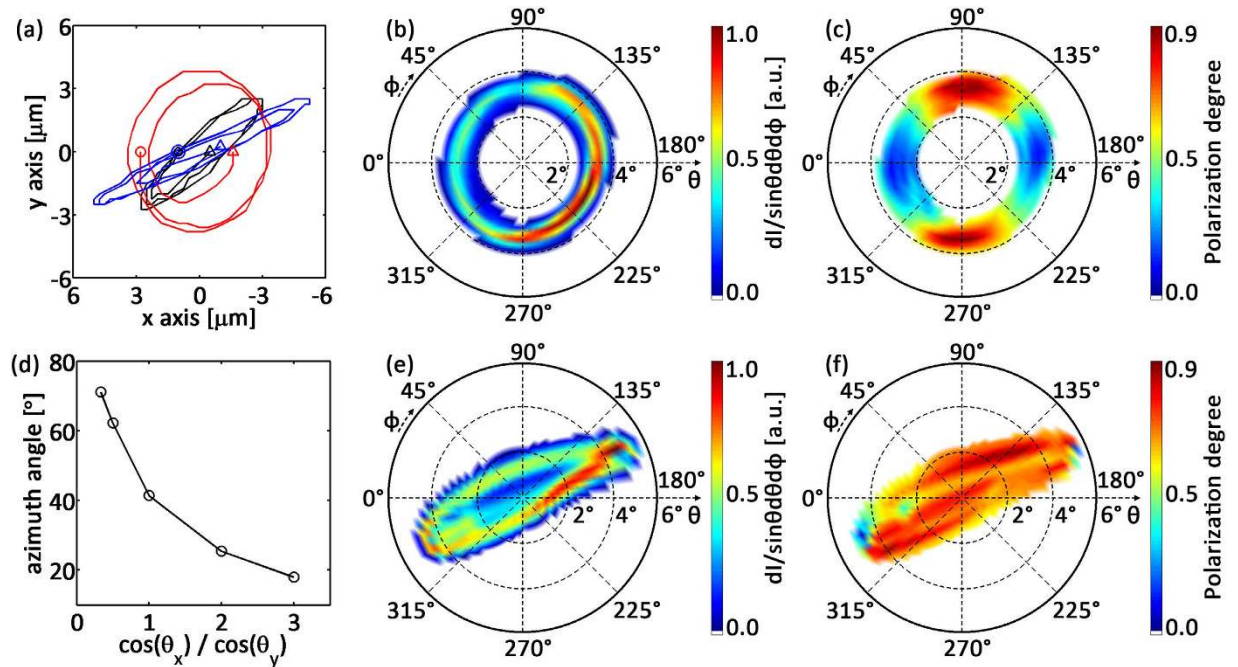 (a)
6
3
0
-3
-6
y axis [μm]
6 3 0 -3 -6
x axis [μm]
(b)
90°
45°
135°
ϕ
0°
180°
2° 4° 6° θ
315°
225°
270°
1.0
0.5
0.0
dI/sinθdθdϕ [a.u.]
(c)
90°
45°
135°
ϕ
0°
180°
2° 4° 6° θ
315°
225°
270°
0.9
0.5
0.0
Polarization degree
(d)
80
60
40
20
azimuth angle [°]
0 1 2 3
cos(θx) / cos(θy)
(e)
90°
45°
135°
ϕ
0°
180°
2° 4° 6° θ
315°
225°
270°
1.0
0.5
0.0
dI/sinθdθdϕ [a.u.]
(f)
90°
45°
135°
ϕ
0°
180°
2° 4° 6° θ
315°
225°
270°
0.9
0.5
0.0
Polarization degree